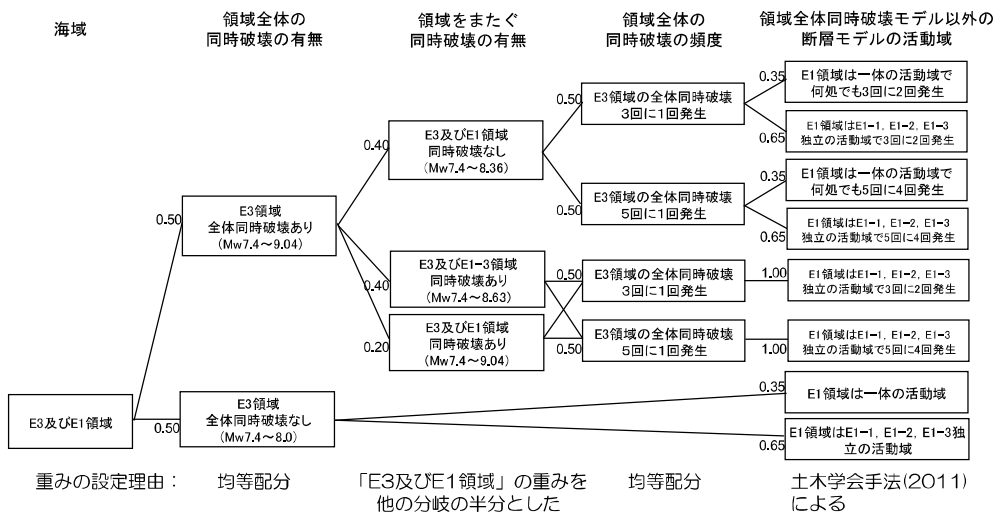 海域
領域全体の
同時破壊の有無
領域をまたぐ
同時破壊の有無
領域全体の
同時破壊の頻度
領域全体同時破壊モデル以外の
断層モデルの活動域
E3及びE1領域
0.50
E3領域
全体同時破壊あり
(Mw7.4～9.04)
0.50
E3領域
全体同時破壊なし
(Mw7.4～8.0)
0.40
E3及びE1領域
同時破壊なし
(Mw7.4～8.36)
0.40
E3及びE1-3領域
同時破壊あり
(Mw7.4～8.63)
0.20
E3及びE1領域
同時破壊あり
(Mw7.4～9.04)
0.50
E3領域の全体同時破壊
3回に1回発生
0.50
E3領域の全体同時破壊
5回に1回発生
0.50
E3領域の全体同時破壊
3回に1回発生
0.50
E3領域の全体同時破壊
5回に1回発生
0.35
E1領域は一体の活動域で
何処でも3回に2回発生
0.65
E1領域はE1-1, E1-2, E1-3
独立の活動域で3回に2回発生
0.35
E1領域は一体の活動域で
何処でも5回に4回発生
0.65
E1領域はE1-1, E1-2, E1-3
独立の活動域で5回に4回発生
1.00
E1領域はE1-1, E1-2, E1-3
独立の活動域で3回に2回発生
1.00
E1領域はE1-1, E1-2, E1-3
独立の活動域で5回に4回発生
0.35
E1領域は一体の活動域
0.65
E1領域はE1-1, E1-2, E1-3独
立の活動域
重みの設定理由：
均等配分
「E3及びE1領域」の重みを
他の分岐の半分とした
均等配分
土木学会手法(2011)
による